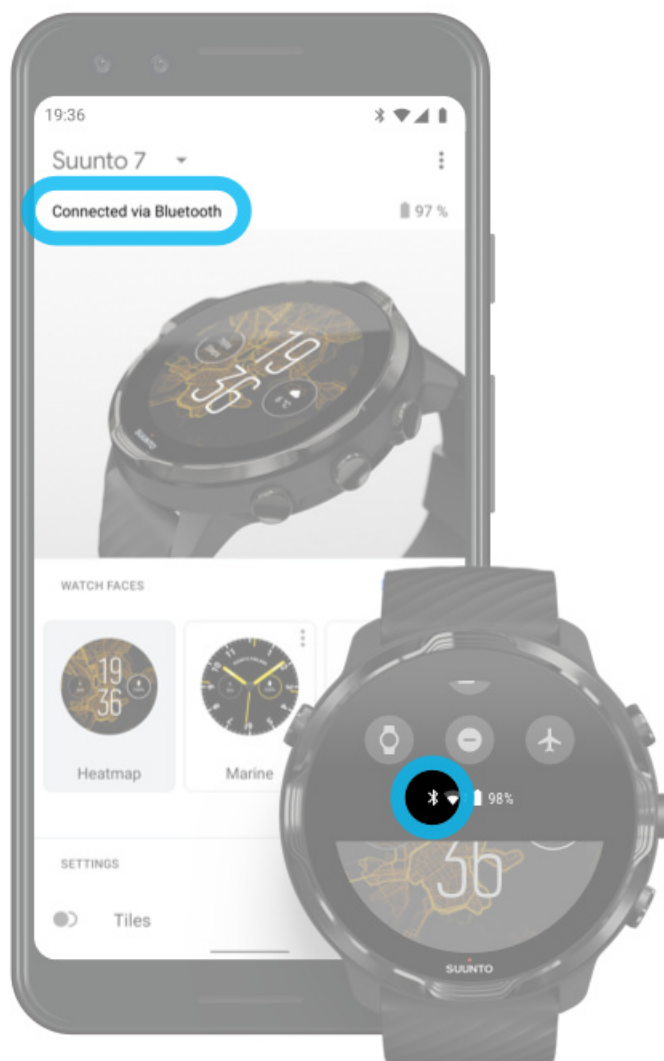 19:36
Suunto 7
Connected via Bluetooth
97 %
19
36
SUUNTO
WATCH FACES
19
36
Heatmap
Marine
98%
36
SUUNTO
SETTINGS
Tiles